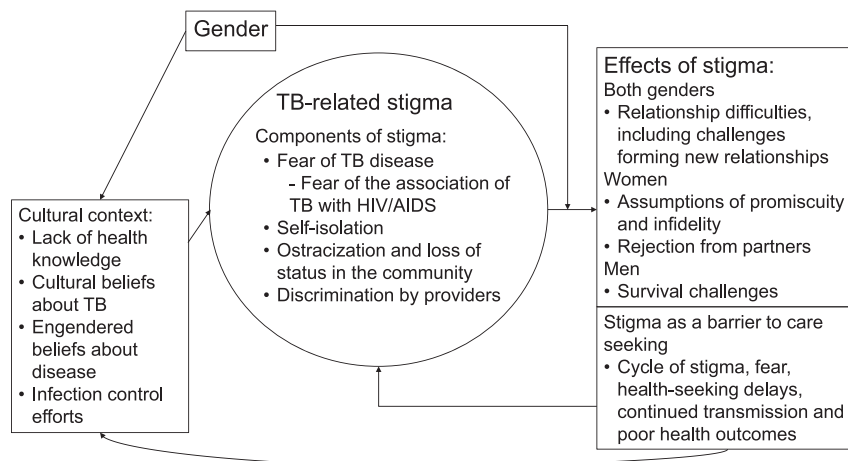 Gender
TB-related stigma
Components of stigma:
• Fear of TB disease
- Fear of the association of
TB with HIV/AIDS
• Self-isolation
• Ostracization and loss of
status in the community
• Discrimination by providers
Cultural context:
• Lack of health
knowledge
• Cultural beliefs
about TB
• Engendered
beliefs about
disease
• Infection control
efforts
Effects of stigma:
Both genders
• Relationship difficulties,
including challenges
forming new relationships
Women
• Assumptions of promiscuity
and infidelity
• Rejection from partners
Men
• Survival challenges
Stigma as a barrier to care
seeking
• Cycle of stigma, fear,
health-seeking delays,
continued transmission and
poor health outcomes